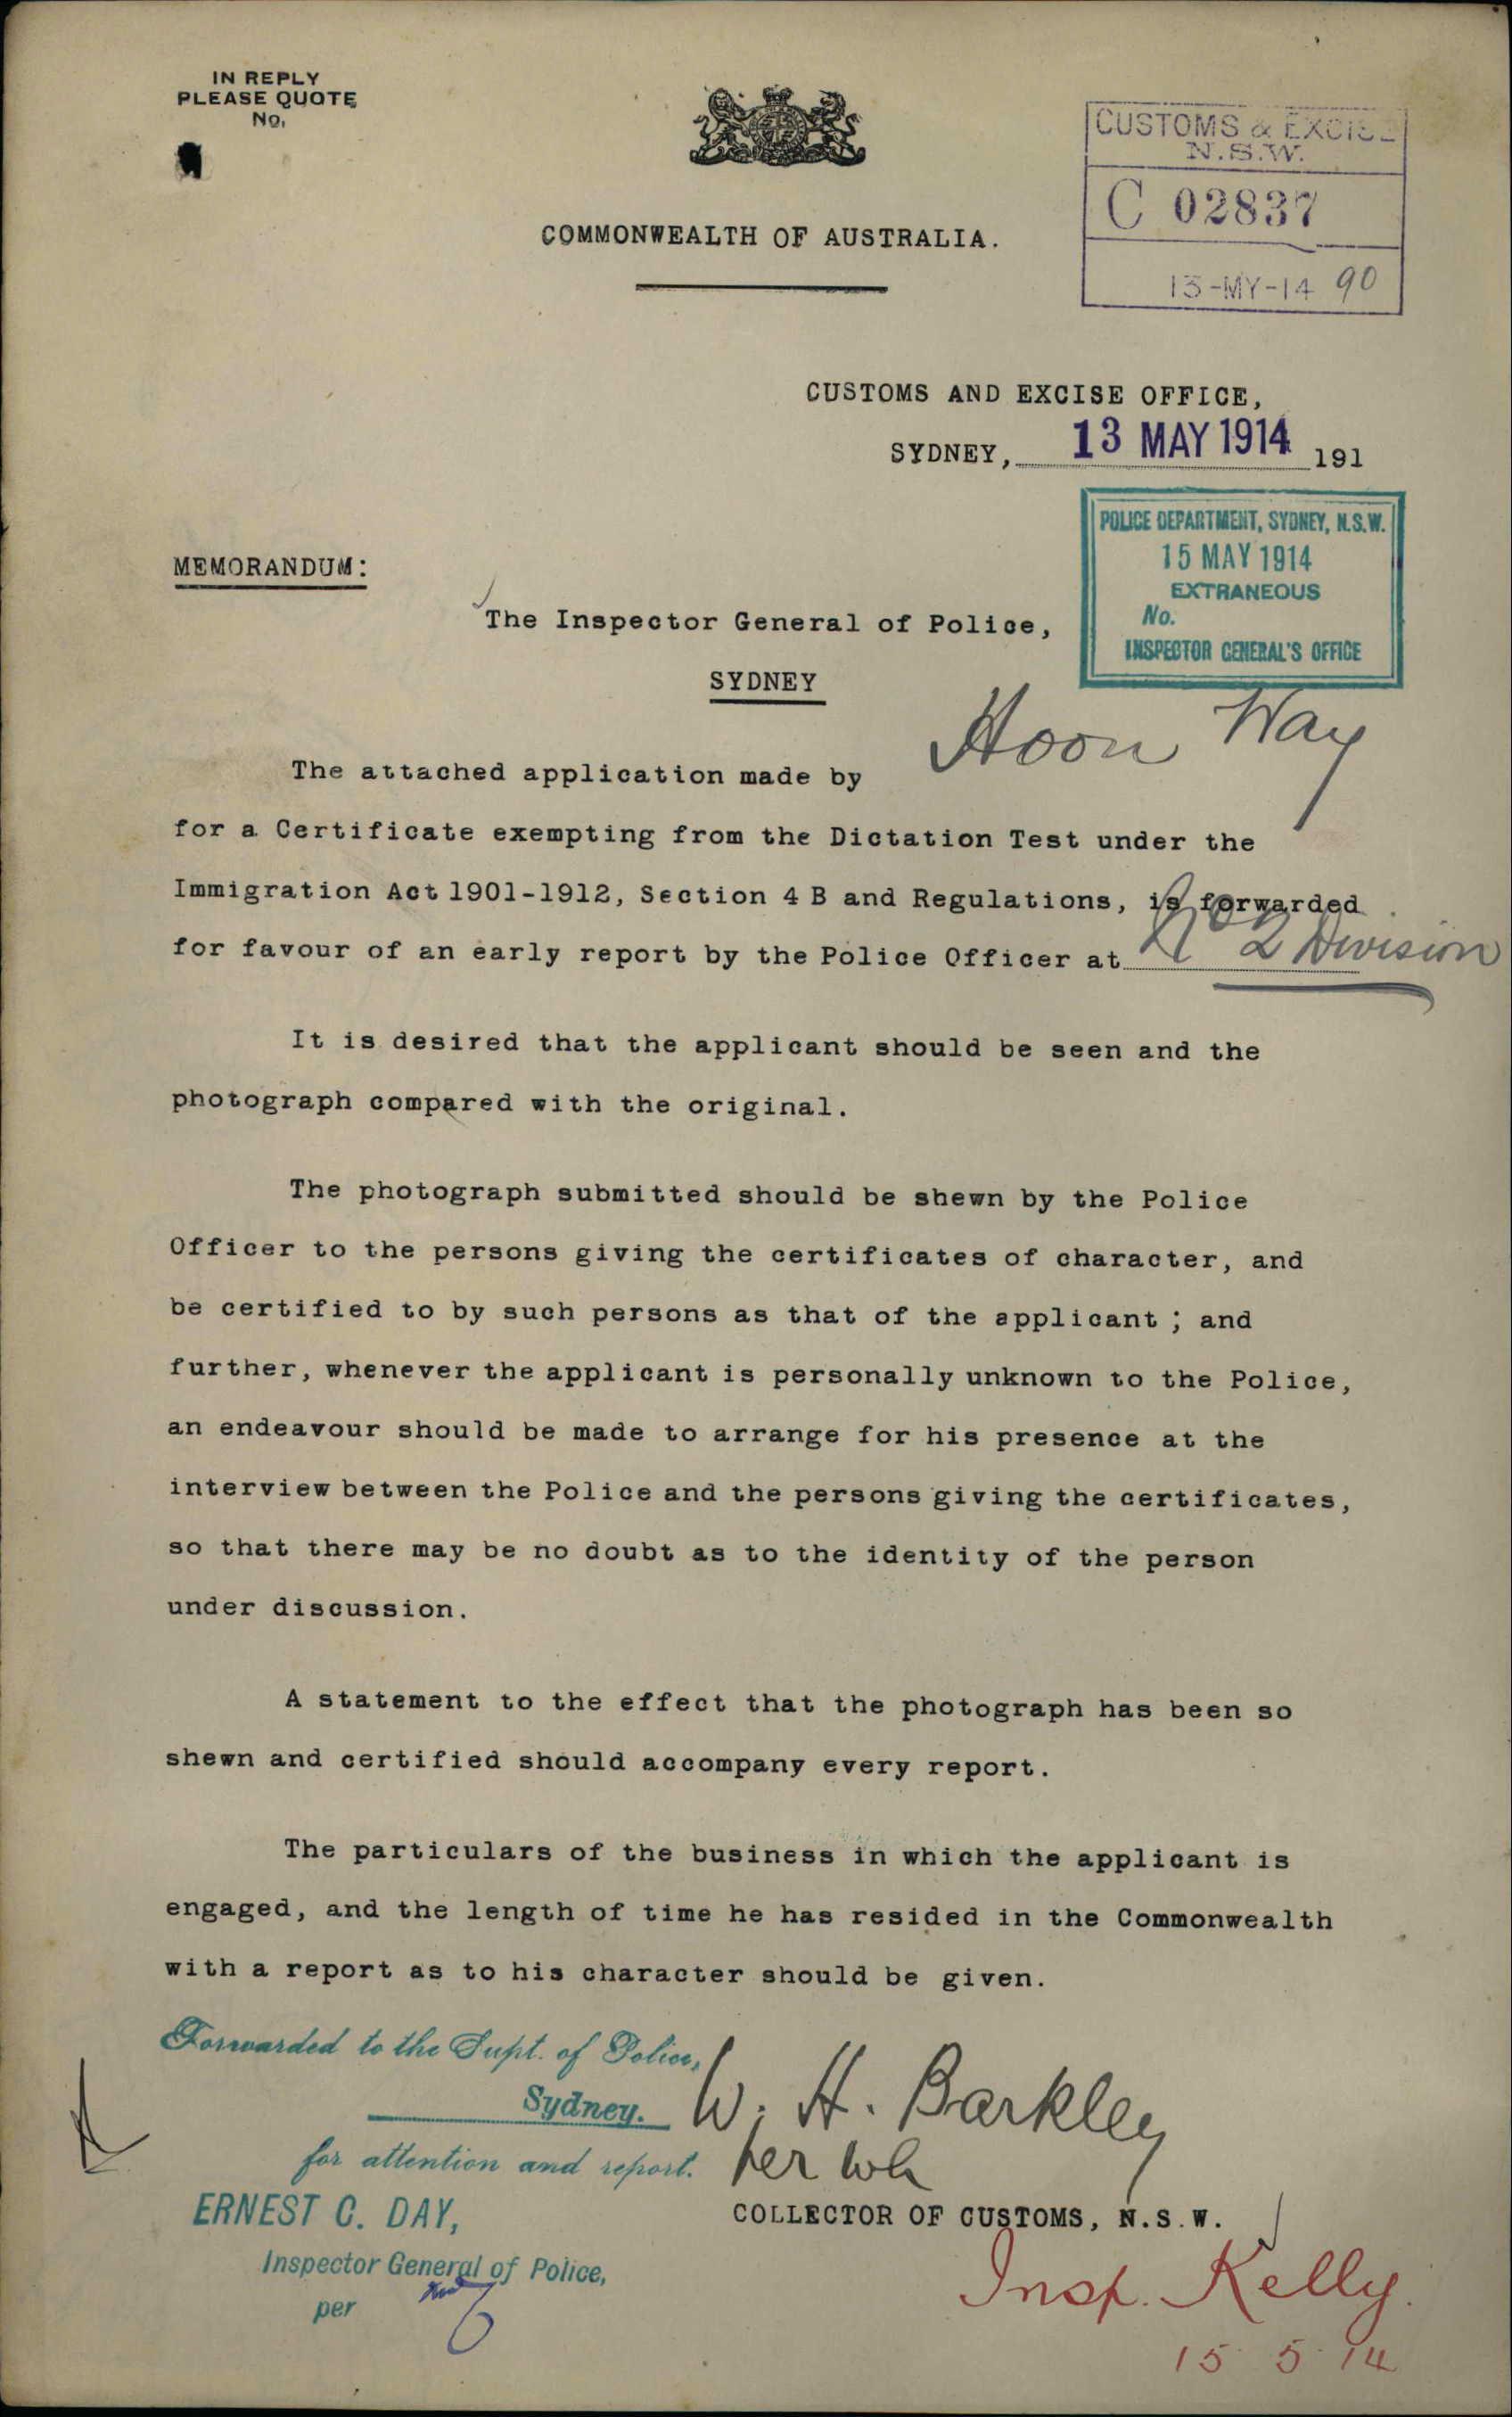 IN REPLY
PLEASE QUOTE
No.
CUSTOMS & EXCISE
N.S.W.
C 02837
13-MY-14 90
COMMONWEALTH OF AUSTRALIA.
CUSTOMS AND EXCISE OFFICE,
SYDNEY, 13 MAY 1914 191
POLICE DEPARTMENT, SYDNEY, N.S.W.
15 MAY 1914
EXTRANEOUS
No.
INSPECTOR GENERAL'S OFFICE
MEMORANDUM:
The Inspector General of Police,
SYDNEY
The attached application made by Hoon Way
for a Certificate exempting from the Dictation Test under the
Immigration Act 1901-1912, Section 4 B and Regulations, is forwarded
for favour of an early report by the Police Officer at No 2 Division
It is desired that the applicant should be seen and the
photograph compared with the original.
The photograph submitted should be shewn by the Police
Officer to the persons giving the certificates of character, and
be certified to by such persons as that of the applicant ; and
further, whenever the applicant is personally unknown to the Police,
an endeavour should be made to arrange for his presence at the
interview between the Police and the persons giving the certificates,
so that there may be no doubt as to the identity of the person
under discussion.
A statement to the effect that the photograph has been so
shewn and certified should accompany every report.
The particulars of the business in which the applicant is
engaged, and the length of time he has resided in the Commonwealth
with a report as to his character should be given.
Forwarded to the Supt. of Police,
Sydney.
for attention and report.
ERNEST C. DAY,
Inspector General of Police,
per
W. H. Barkley
per
COLLECTOR OF CUSTOMS, N.S.W.
Insp. Kelly.
15 5 14